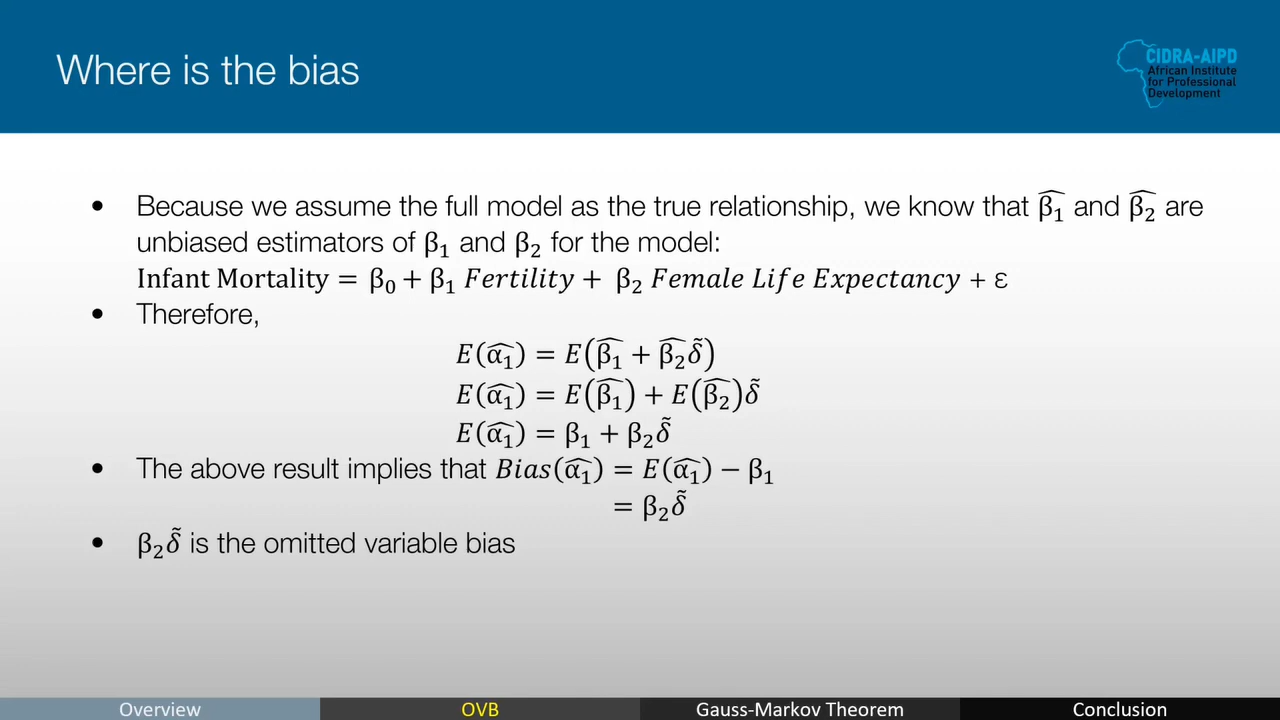 Where is the bias
CIDRA-AIPD
African Institute
for Professional
Development
• Because we assume the full model as the true relationship, we know that β̂₁ and β̂₂ are
unbiased estimators of β₁ and β₂ for the model:
Infant Mortality = β₀ + β₁ Fertility + β₂ Female Life Expectancy + ε
• Therefore,
E(α̂₁) = E(β̂₁ + β̂₂δ̃)
E(α̂₁) = E(β̂₁) + E(β̂₂)δ̃
E(α̂₁) = β₁ + β₂δ̃
• The above result implies that Bias(α̂₁) = E(α̂₁) − β₁
= β₂δ̃
• β₂δ̃ is the omitted variable bias
Overview OVB Gauss-Markov Theorem Conclusion